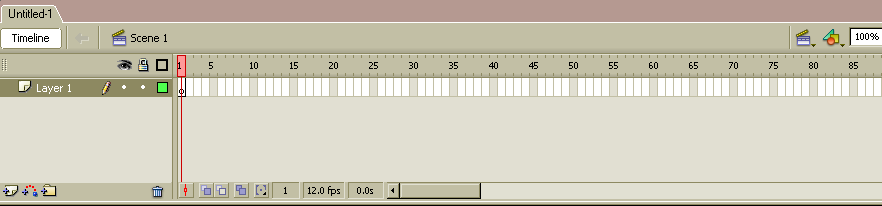 Untitled-1
Timeline Scene 1 100%
1 5 10 15 20 25 30 35 40 45 50 55 60 65 70 75 80 85
Layer 1
1 12.0 fps 0.0s